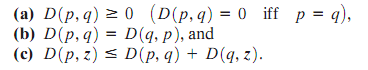 (a) D(p, q) ≥ 0 (D(p, q) = 0 iff p = q),
(b) D(p, q) = D(q, p), and
(c) D(p, z) ≤ D(p, q) + D(q, z).